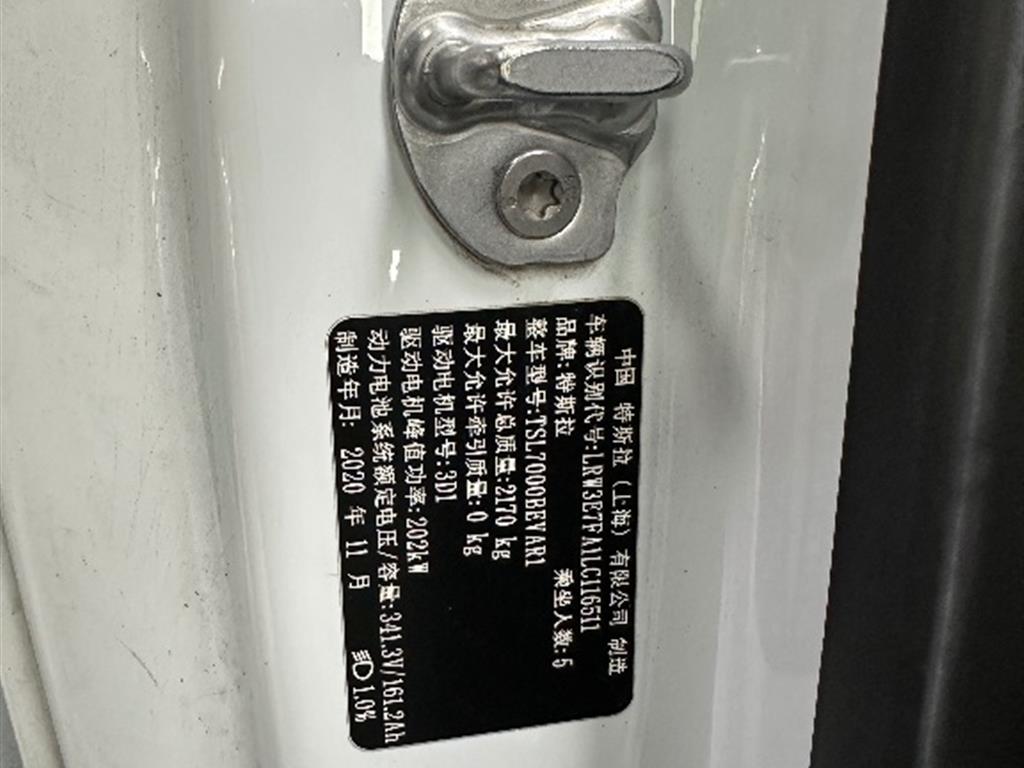 中国 特斯拉（上海）有限公司 制造
车辆识别代号:LRW3E7FA1LC116511
品牌:特斯拉 乘坐人数:5
整车型号:TSL7000BEVAR1
最大允许总质量:2170 kg
最大允许牵引质量:0 kg
驱动电机型号:3D1
驱动电机峰值功率:202kW
动力电池系统额定电压/容量:341.3V/161.2Ah
制造年月: 2020 年 11 月 1.0%